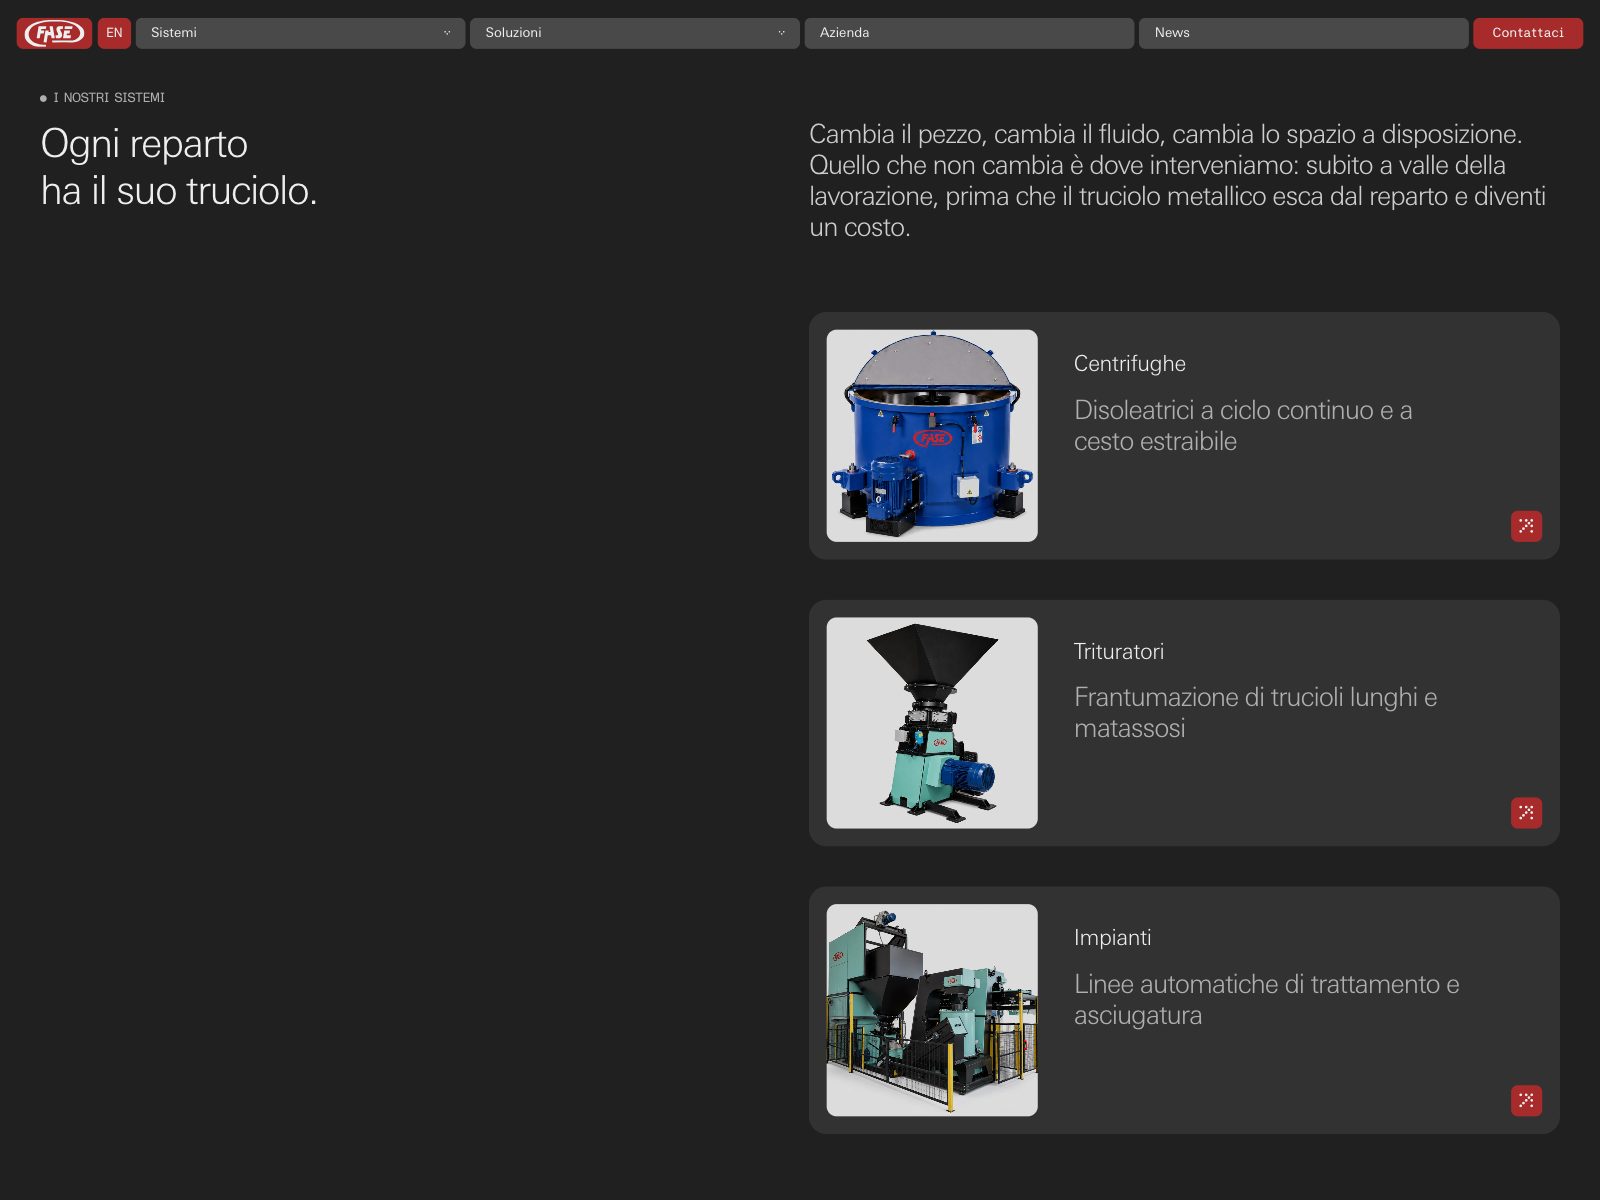 FASE
EN
Sistemi
Soluzioni
Azienda
News
Contattaci
I NOSTRI SISTEMI
Ogni reparto
ha il suo truciolo.
Cambia il pezzo, cambia il fluido, cambia lo spazio a disposizione.
Quello che non cambia è dove interveniamo: subito a valle della
lavorazione, prima che il truciolo metallico esca dal reparto e diventi
un costo.
FASE
Centrifughe
Disoleatrici a ciclo continuo e a
cesto estraibile
Trituratori
Frantumazione di trucioli lunghi e
matassosi
Impianti
Linee automatiche di trattamento e
asciugatura